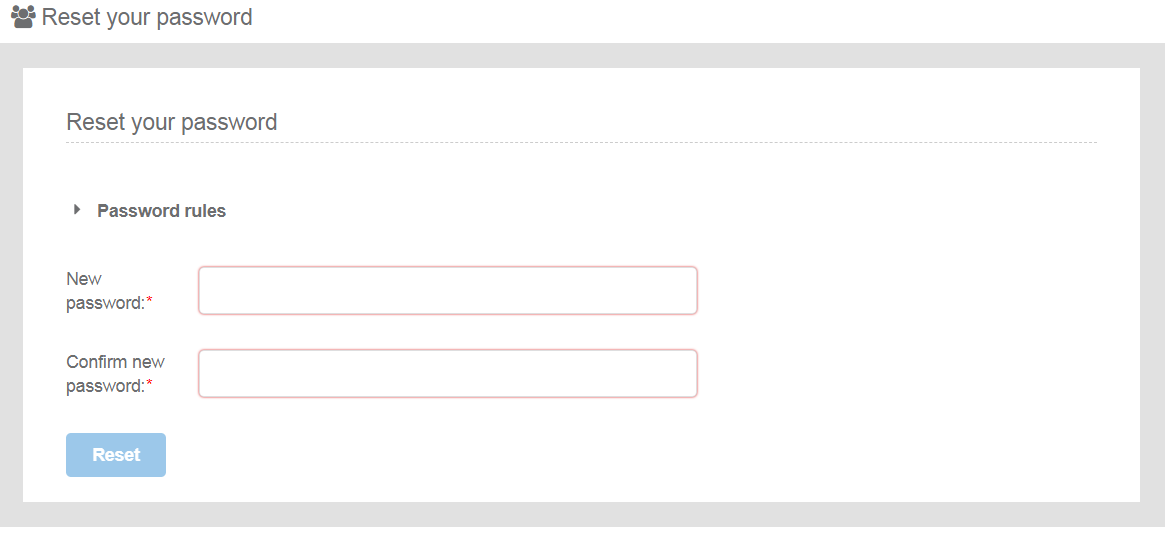 Reset your password
Reset your password
Password rules
New
password:*
Confirm new
password:*
Reset